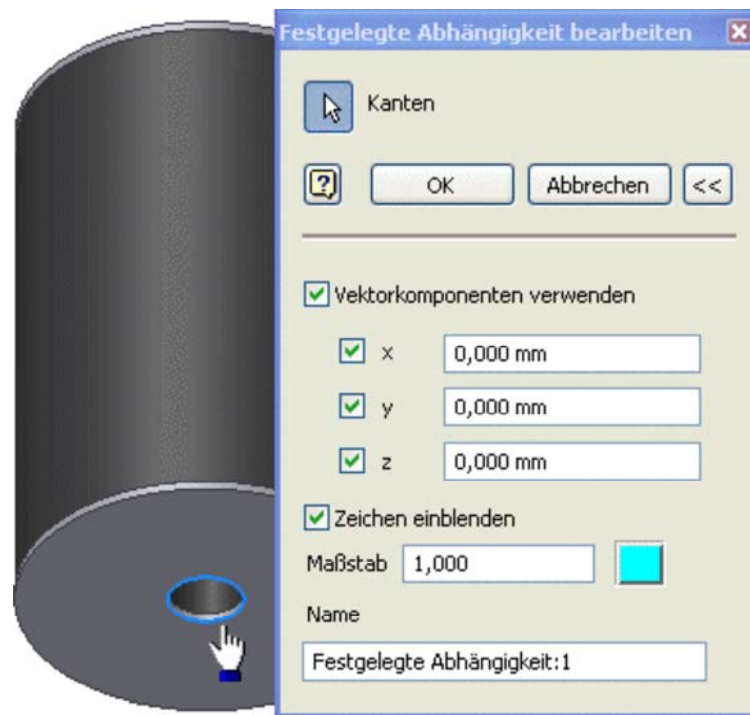 Festgelegte Abhängigkeit bearbeiten
Kanten
OK Abbrechen <<
Vektorkomponenten verwenden
x 0,000 mm
y 0,000 mm
z 0,000 mm
Zeichen einblenden
Maßstab 1,000
Name
Festgelegte Abhängigkeit:1